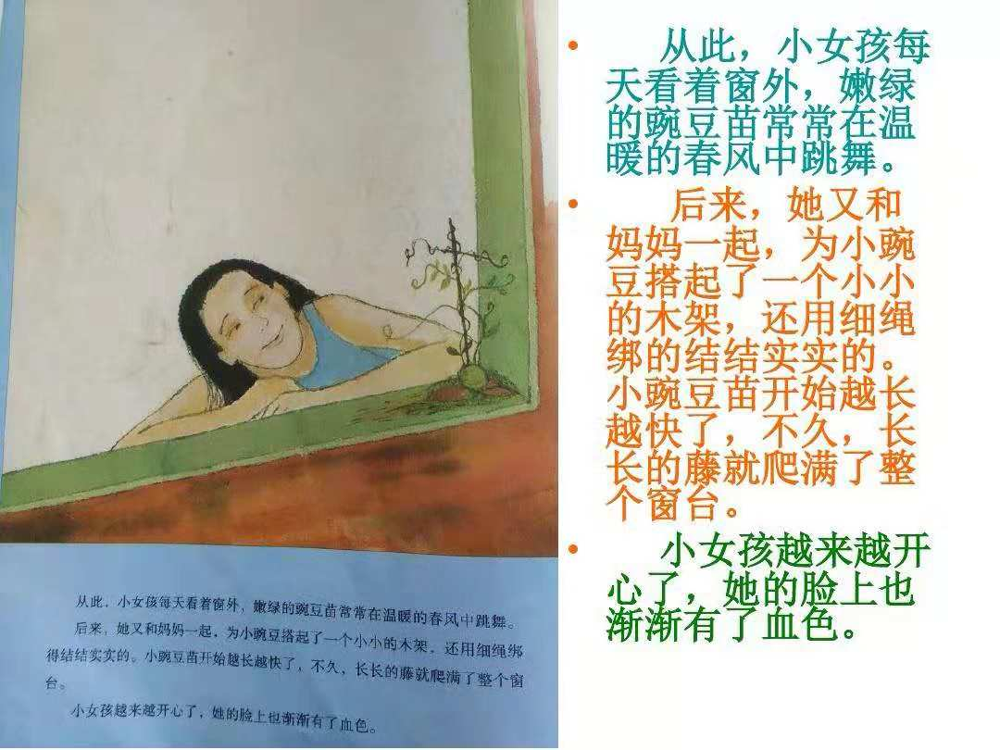 从此，小女孩每天看着窗外，嫩绿的豌豆苗常常在温暖的春风中跳舞。
后来，她又和妈妈一起，为小豌豆搭起了一个小小的木架，还用细绳绑
得结结实实的。小豌豆苗开始越长越快了，不久，长长的藤就爬满了整个窗
台。
小女孩越来越开心了，她的脸上也渐渐有了血色。
• 从此，小女孩每
天看着窗外，嫩绿
的豌豆苗常常在温
暖的春风中跳舞。
• 后来，她又和
妈妈一起，为小豌
豆搭起了一个小小
的木架，还用细绳
绑的结结实实的。
小豌豆苗开始越长
越快了，不久，长
长的藤就爬满了整
个窗台。
• 小女孩越来越开
心了，她的脸上也
渐渐有了血色。